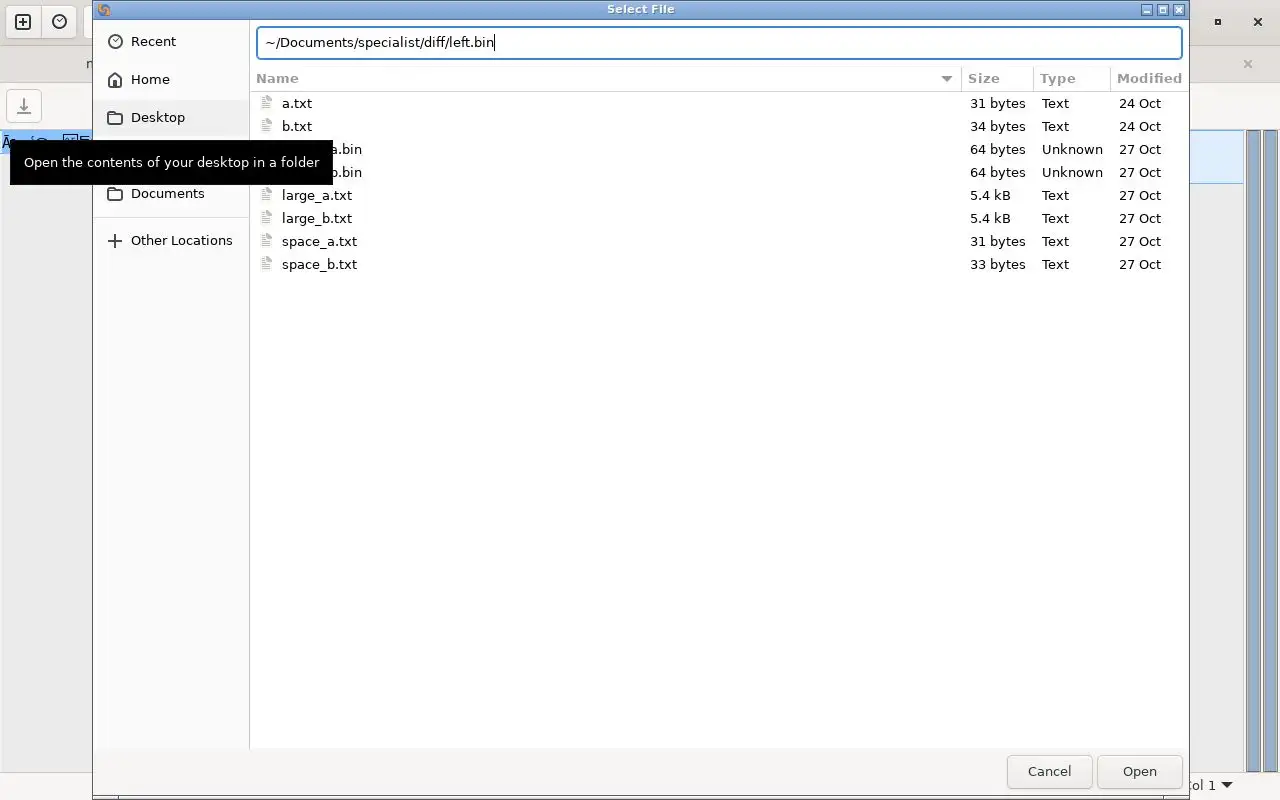 Select File
Recent
~/Documents/specialist/diff/left.bin
Home
Name Size Type Modified
Desktop
a.txt 31 bytes Text 24 Oct
b.txt 34 bytes Text 24 Oct
Open the contents of your desktop in a folder
a.bin 64 bytes Unknown 27 Oct
b.bin 64 bytes Unknown 27 Oct
Documents
large_a.txt 5.4 kB Text 27 Oct
large_b.txt 5.4 kB Text 27 Oct
Other Locations
space_a.txt 31 bytes Text 27 Oct
space_b.txt 33 bytes Text 27 Oct
Cancel
Open
Col 1